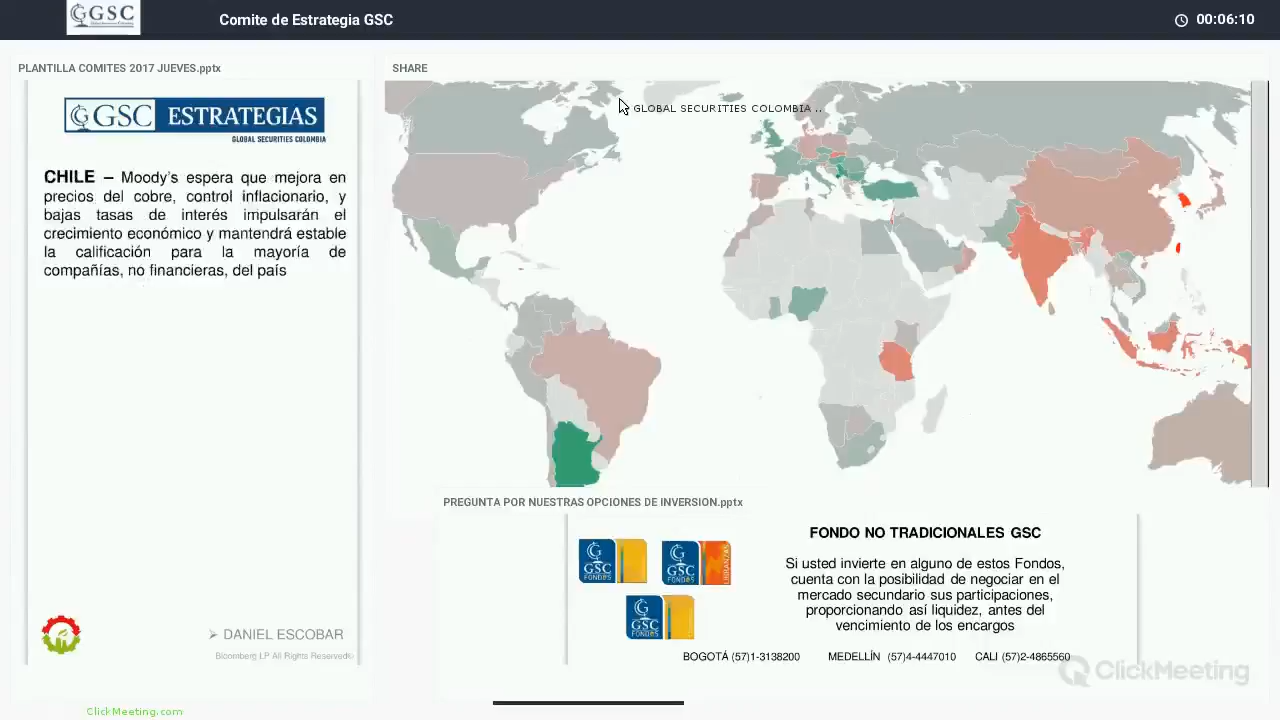 GSC
Comite de Estrategia GSC
00:06:10
PLANTILLA COMITES 2017 JUEVES.pptx
SHARE
GSC ESTRATEGIAS
GLOBAL SECURITIES COLOMBIA
CHILE – Moody's espera que mejora en
precios del cobre, control inflacionario, y
bajas tasas de interés impulsarán el
crecimiento económico y mantendrá estable
la calificación para la mayoría de
compañías, no financieras, del país
➢ DANIEL ESCOBAR
Bloomberg LP All Rights Reserved©
GLOBAL SECURITIES COLOMBIA ..
PREGUNTA POR NUESTRAS OPCIONES DE INVERSION.pptx
GSC
FONDOS
GSC
FONDOS
GSC
FONDOS
FONDO NO TRADICIONALES GSC
Si usted invierte en alguno de estos Fondos,
cuenta con la posibilidad de negociar en el
mercado secundario sus participaciones,
proporcionando así liquidez, antes del
vencimiento de los encargos
BOGOTÁ (57)1-3138200 MEDELLÍN (57)4-4447010 CALI (57)2-4865560
ClickMeeting
ClickMeeting.com